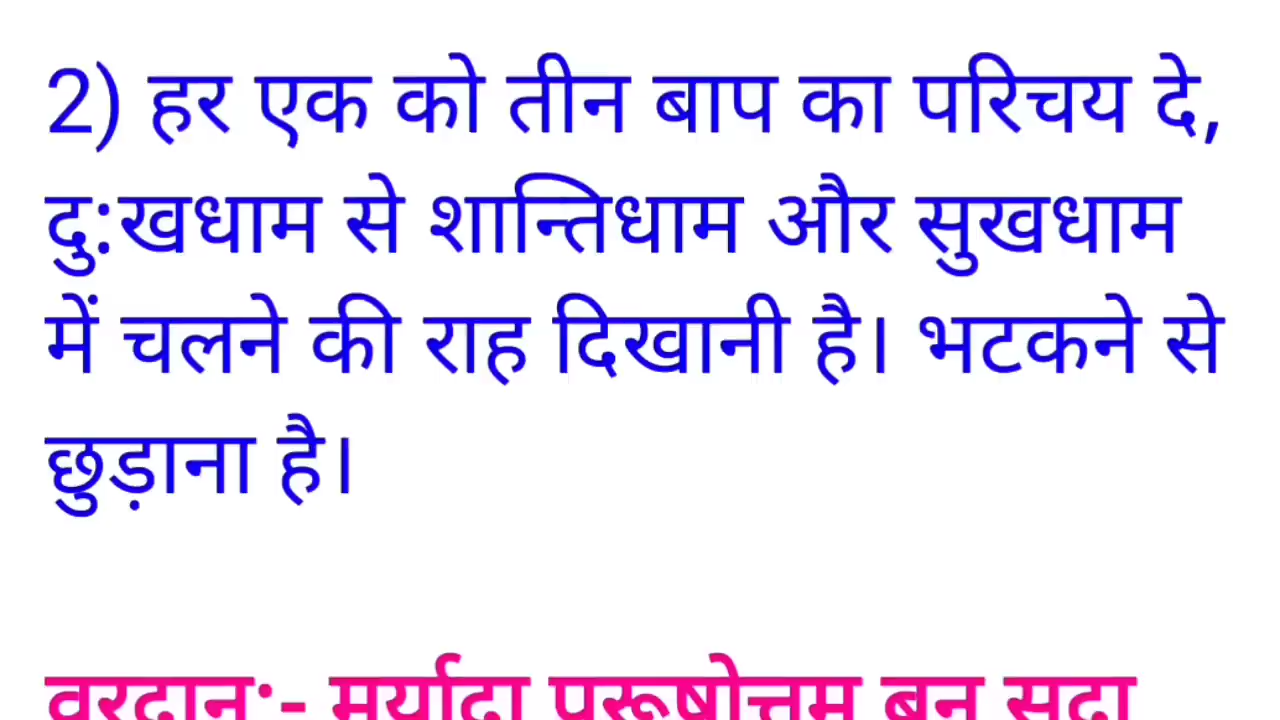 2) हर एक को तीन बाप का परिचय दे,
दु:खधाम से शान्तिधाम और सुखधाम
में चलने की राह दिखानी है। भटकने से
छुड़ाना है।
वरदान:- मर्यादा पुरूषोत्तम बन सदा